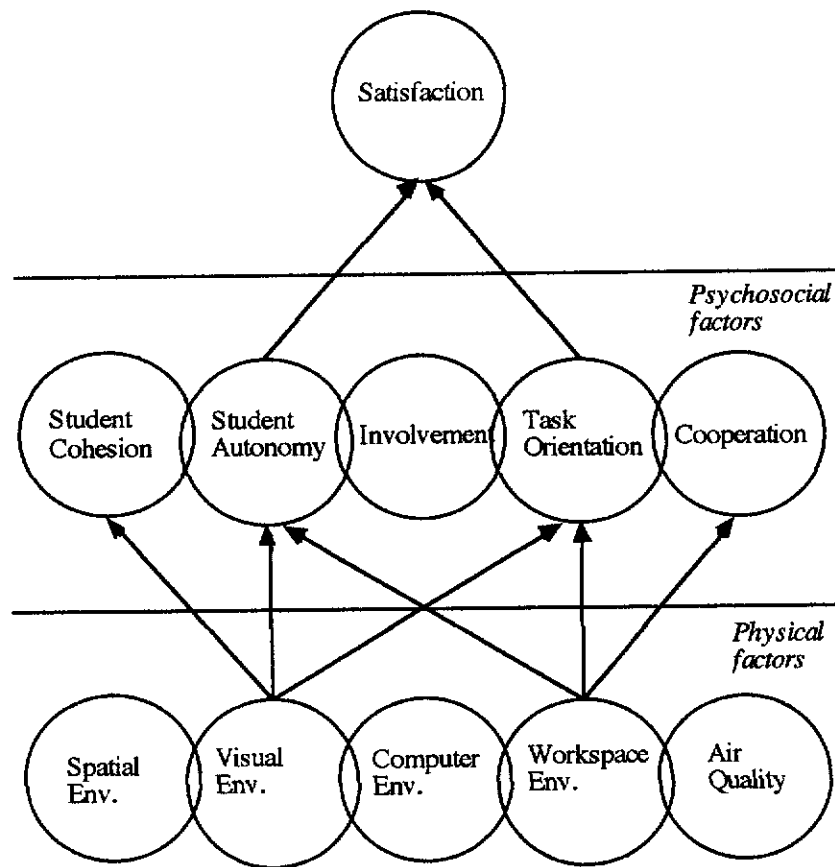 Satisfaction
Psychosocial
factors
Student
Cohesion
Student
Autonomy
Involvement
Task
Orientation
Cooperation
Physical
factors
Spatial
Env.
Visual
Env.
Computer
Env.
Workspace
Env.
Air
Quality